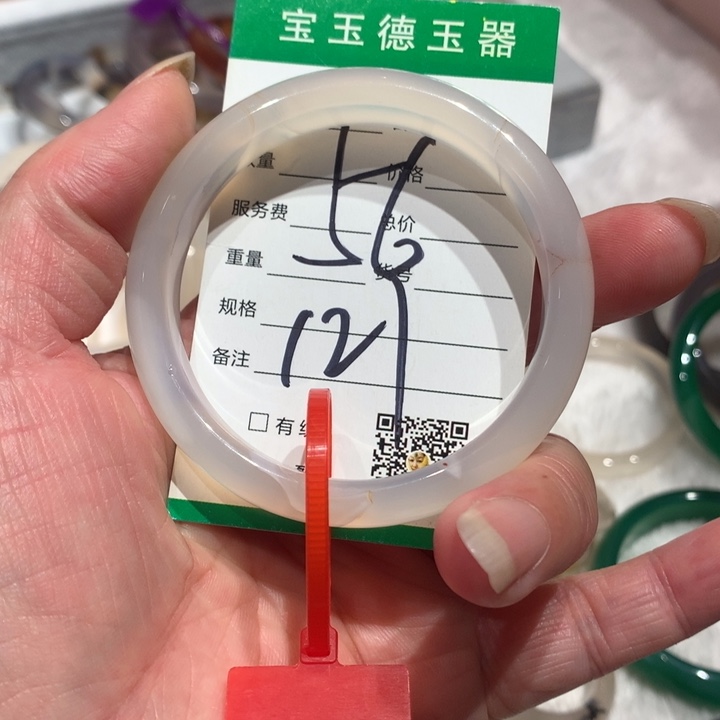 宝玉德玉器
56
量 价格
服务费 总价
重量 货号
规格
129
备注
有